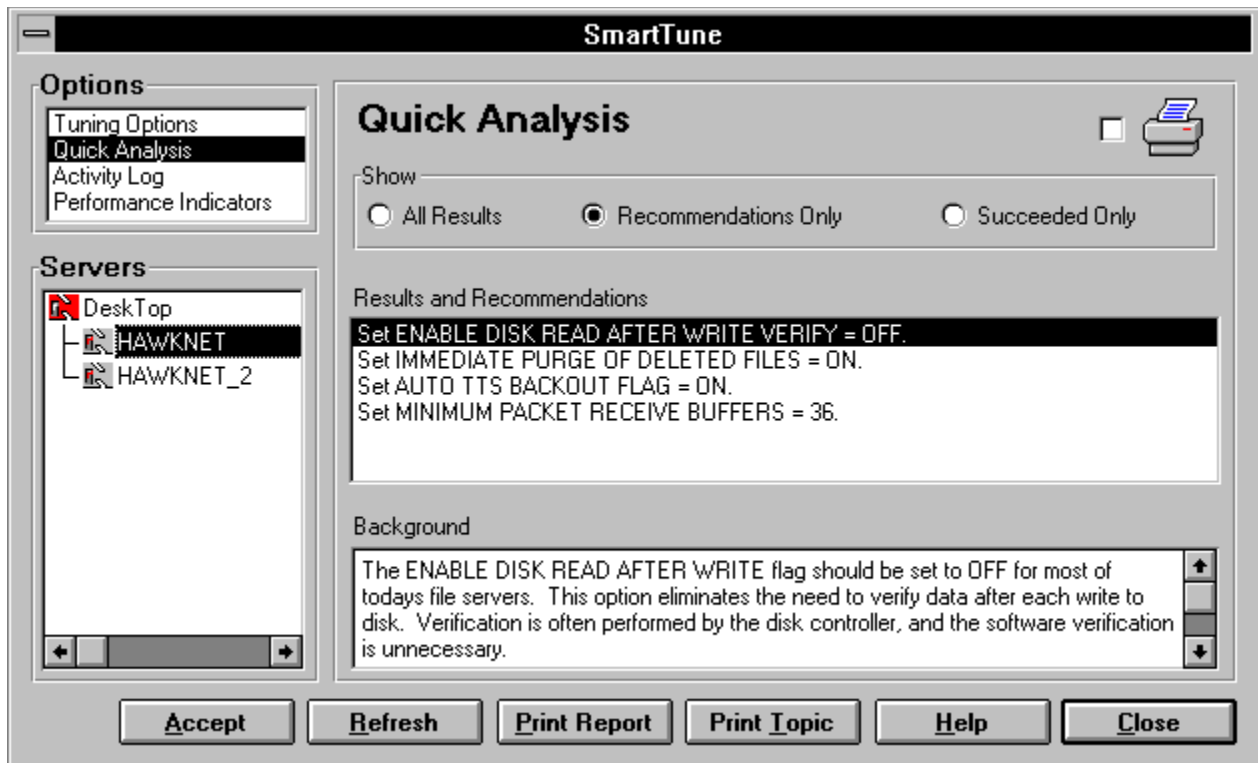 SmartTune
Options
Tuning Options
Quick Analysis
Activity Log
Performance Indicators
Servers
DeskTop
HAWKNET
HAWKNET_2
Quick Analysis
Show
All Results
Recommendations Only
Succeeded Only
Results and Recommendations
Set ENABLE DISK READ AFTER WRITE VERIFY = OFF.
Set IMMEDIATE PURGE OF DELETED FILES = ON.
Set AUTO TTS BACKOUT FLAG = ON.
Set MINIMUM PACKET RECEIVE BUFFERS = 36.
Background
The ENABLE DISK READ AFTER WRITE flag should be set to OFF for most of
todays file servers.  This option eliminates the need to verify data after each write to
disk.  Verification is often performed by the disk controller, and the software verification
is unnecessary.
Accept
Refresh
Print Report
Print Topic
Help
Close